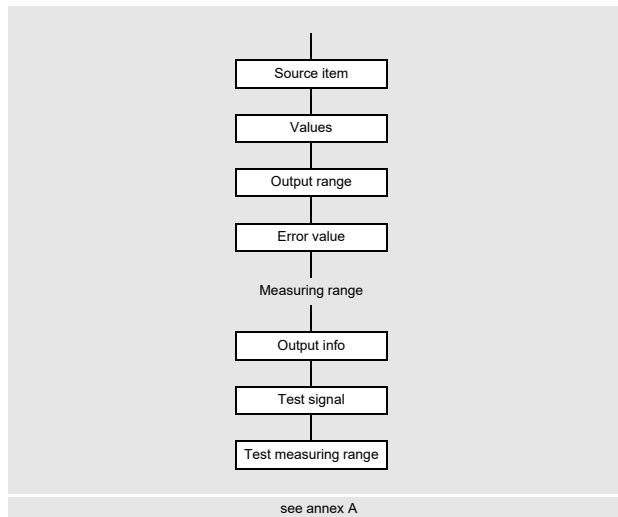 Source item
Values
Output range
Error value
Measuring range
Output info
Test signal
Test measuring range
see annex A